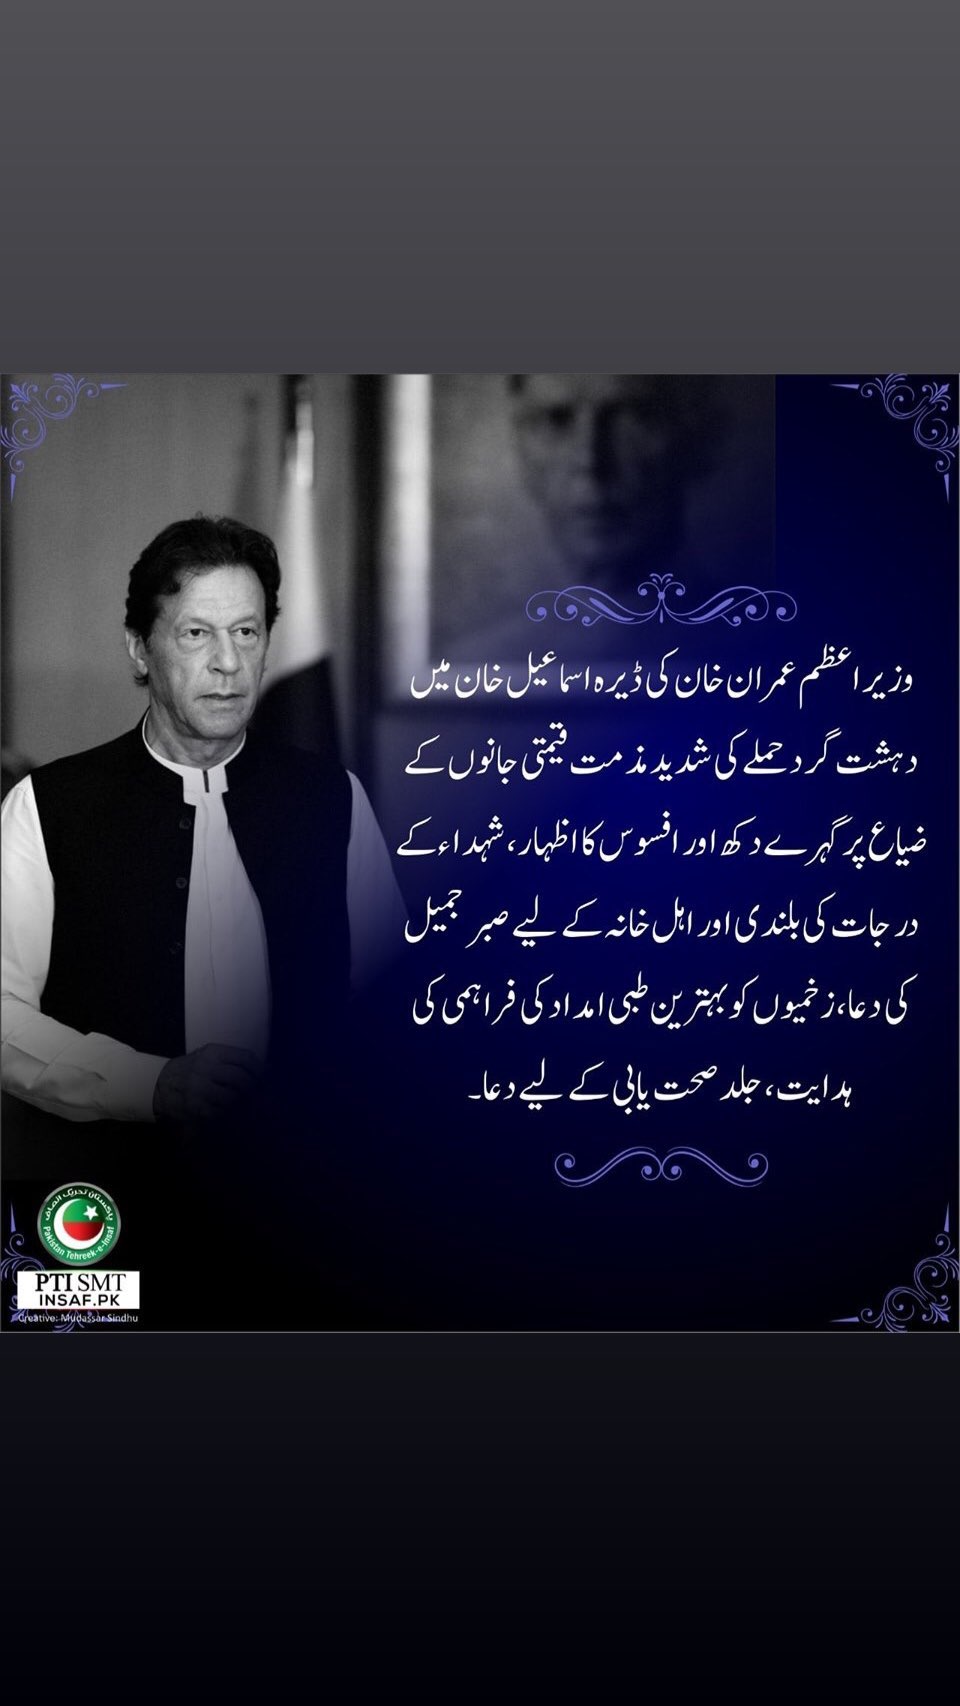 وزیر اعظم عمران خان کی ڈیرہ اسماعیل خان میں
دہشت گرد حملے کی شدید مذمت قیمتی جانوں کے
ضیاع پر گہرے دکھ اور افسوس کا اظہار، شہداء کے
درجات کی بلندی اور اہل خانہ کے لیے صبر جمیل
کی دعا، زخمیوں کو بہترین طبی امداد کی فراہمی کی
ہدایت، جلد صحت یابی کے لیے دعا۔
پاکستان تحریک انصاف
Pakistan Tehreek-e-Insaf
PTI SMT
INSAF.PK
Creative: Mudassar Sindhu